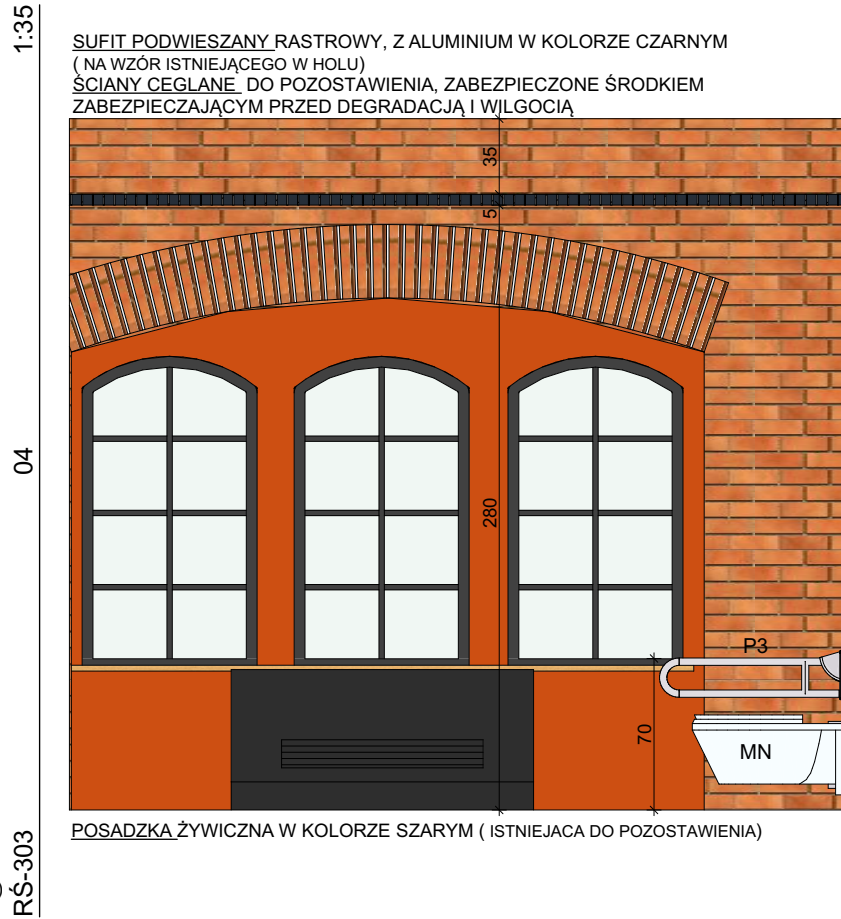 1:35
SUFIT PODWIESZANY RASTROWY, Z ALUMINIUM W KOLORZE CZARNYM
( NA WZÓR ISTNIEJĄCEGO W HOLU)
ŚCIANY CEGLANE DO POZOSTAWIENIA, ZABEZPIECZONE ŚRODKIEM
ZABEZPIECZAJĄCYM PRZED DEGRADACJĄ I WILGOCIĄ
35
5
04
280
P3
70
MN
POSADZKA ŻYWICZNA W KOLORZE SZARYM ( ISTNIEJACA DO POZOSTAWIENIA)
RŚ-303